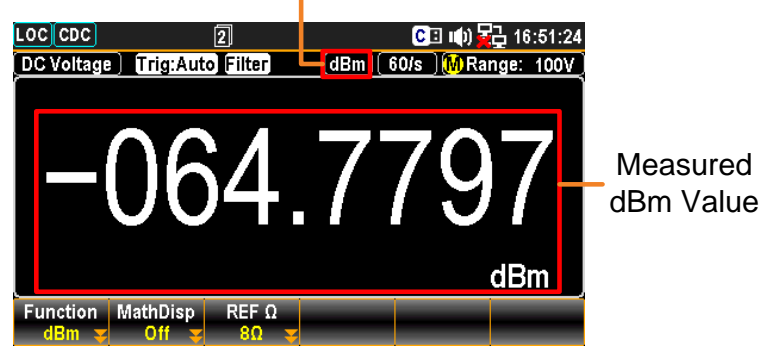 LOC CDC 2 C 16:51:24
DC Voltage Trig:Auto Filter dBm 60/s M Range: 100V
-064.7797
dBm
Measured
dBm Value
Function MathDisp REF Ω
dBm Off 8Ω